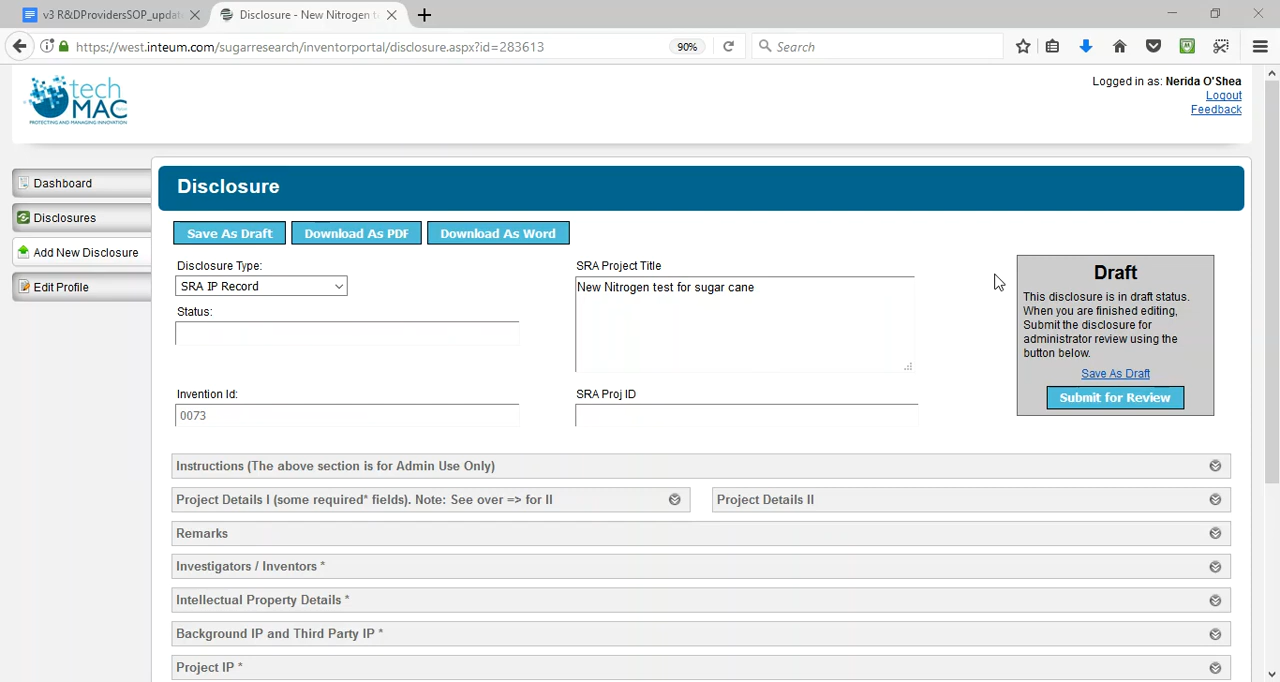 v3 R&DProvidersSOP_updat
Disclosure - New Nitrogen t
https://west.inteum.com/sugarresearch/inventorportal/disclosure.aspx?id=283613
90%
Search
tech
MAC
PROTECTING AND MANAGING INNOVATION
Logged in as: Nerida O'Shea
Logout
Feedback
Dashboard
Disclosures
Add New Disclosure
Edit Profile
Disclosure
Save As Draft
Download As PDF
Download As Word
Disclosure Type:
SRA IP Record
Status:
Invention Id:
0073
SRA Project Title
New Nitrogen test for sugar cane
SRA Proj ID
Draft
This disclosure is in draft status.
When you are finished editing,
Submit the disclosure for
administrator review using the
button below.
Save As Draft
Submit for Review
Instructions (The above section is for Admin Use Only)
Project Details I (some required* fields). Note: See over => for II
Project Details II
Remarks
Investigators / Inventors *
Intellectual Property Details *
Background IP and Third Party IP *
Project IP *